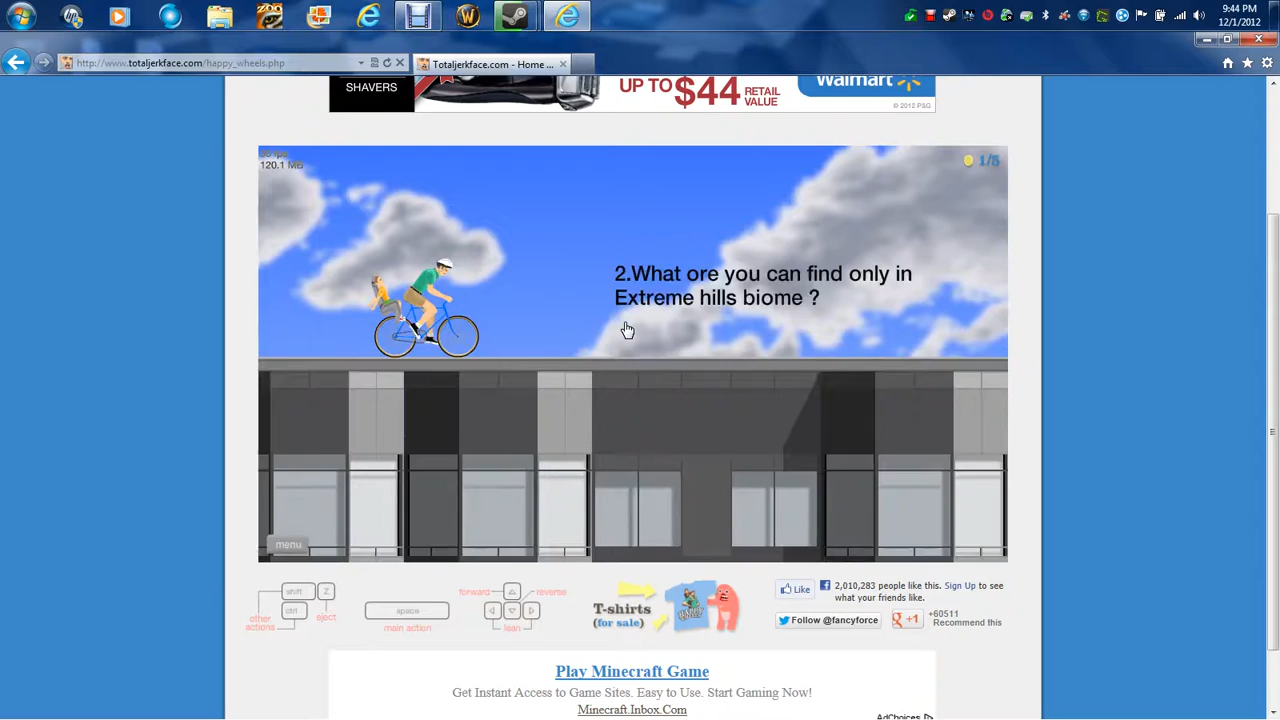 9:44 PM
12/1/2012
http://www.totaljerkface.com/happy_wheels.php
Totaljerkface.com - Home ...
SHAVERS
UP TO $44 RETAIL VALUE
Walmart
© 2012 P&G
120.1 MB
1/5
2.What ore you can find only in
Extreme hills biome ?
menu
shift
Z
ctrl
eject
other
actions
space
main action
forward
reverse
lean
T-shirts
(for sale)
Like
2,010,283 people like this. Sign Up to see
what your friends like.
Follow @fancyforce
+1
+60511
Recommend this
Play Minecraft Game
Get Instant Access to Game Sites. Easy to Use. Start Gaming Now!
Minecraft.Inbox.Com
AdChoices